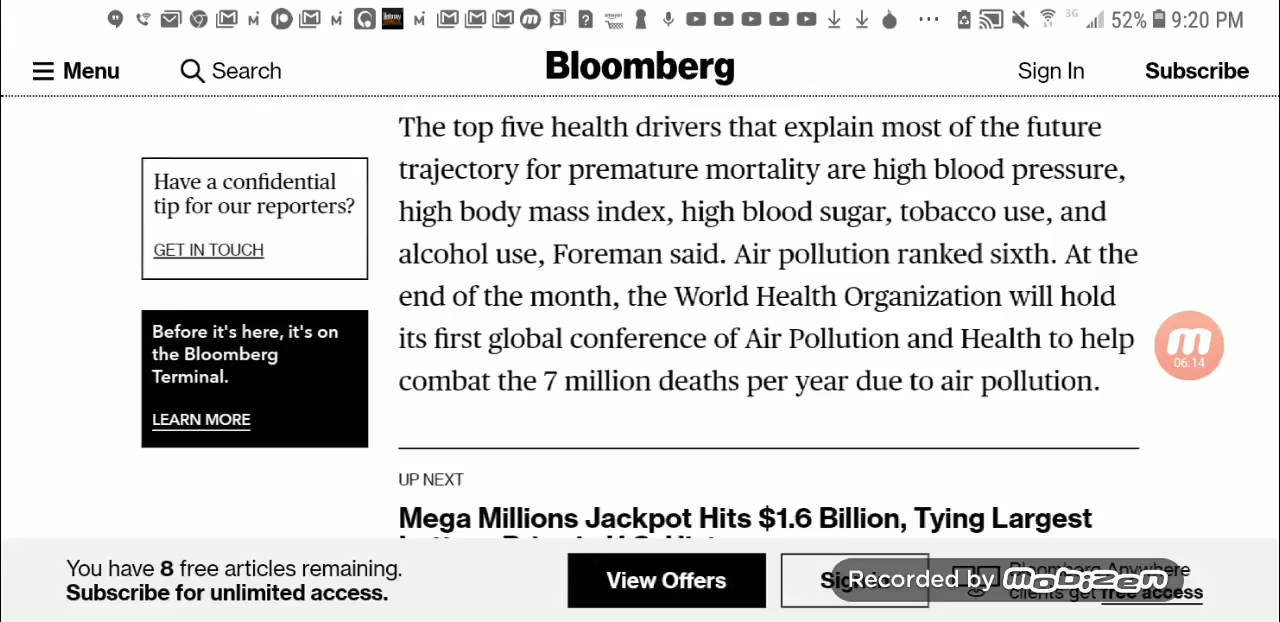 3G 52% 9:20 PM
Menu Search Bloomberg Sign In Subscribe
The top five health drivers that explain most of the future
trajectory for premature mortality are high blood pressure,
high body mass index, high blood sugar, tobacco use, and
alcohol use, Foreman said. Air pollution ranked sixth. At the
end of the month, the World Health Organization will hold
its first global conference of Air Pollution and Health to help
combat the 7 million deaths per year due to air pollution.
Have a confidential
tip for our reporters?
GET IN TOUCH
Before it's here, it's on
the Bloomberg
Terminal.
LEARN MORE
06:14
UP NEXT
Mega Millions Jackpot Hits $1.6 Billion, Tying Largest
You have 8 free articles remaining.
Subscribe for unlimited access.
View Offers
Recorded by MOBIZEN
Bloomberg Anywhere
clients get free access